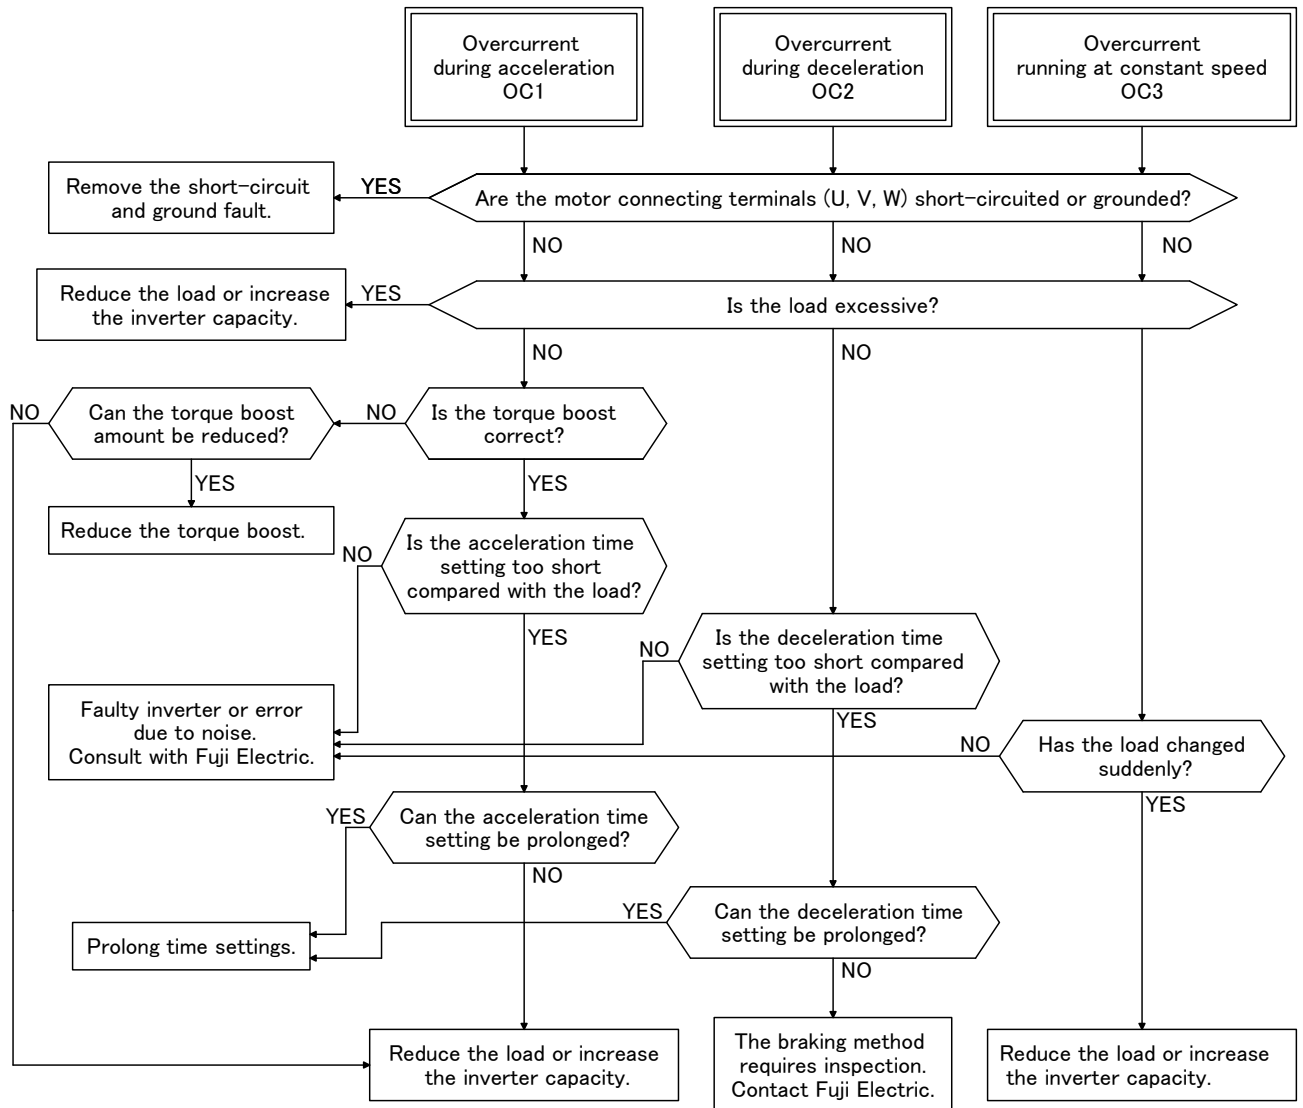 Overcurrent
during acceleration
OC1
Overcurrent
during deceleration
OC2
Overcurrent
running at constant speed
OC3
Remove the short-circuit
and ground fault.
YES
Are the motor connecting terminals (U, V, W) short-circuited or grounded?
NO
NO
NO
Reduce the load or increase
the inverter capacity.
YES
Is the load excessive?
NO
NO
NO
Can the torque boost
amount be reduced?
NO
Is the torque boost
correct?
YES
YES
Reduce the torque boost.
NO
Is the acceleration time
setting too short
compared with the load?
YES
NO
Is the deceleration time
setting too short compared
with the load?
YES
Faulty inverter or error
due to noise.
Consult with Fuji Electric.
NO
Has the load changed
suddenly?
YES
YES
Can the acceleration time
setting be prolonged?
NO
YES
Can the deceleration time
setting be prolonged?
NO
Prolong time settings.
Reduce the load or increase
the inverter capacity.
The braking method
requires inspection.
Contact Fuji Electric.
Reduce the load or increase
the inverter capacity.